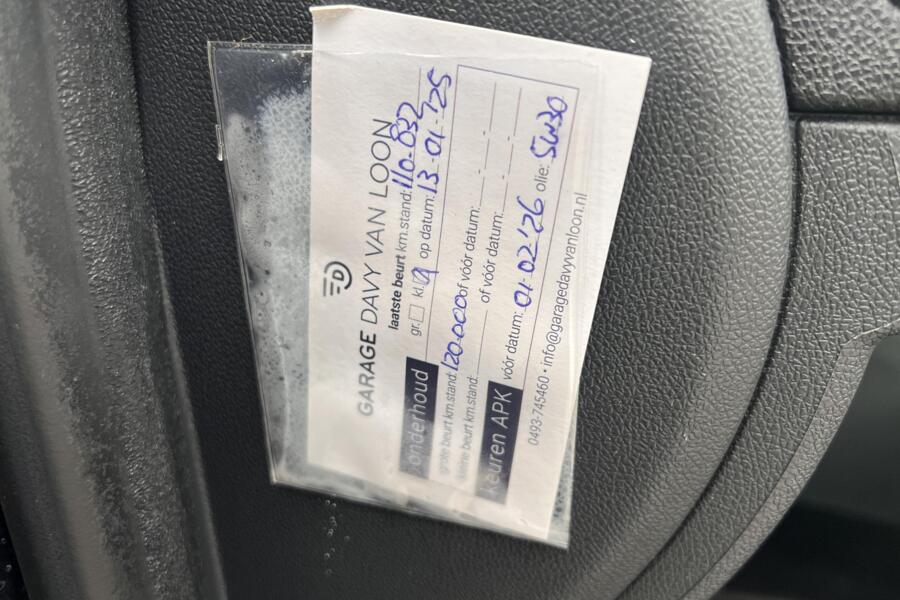 GARAGE DAVY VAN LOON
laatste beurt km.stand: 110.832
gr. kl. op datum: 13-01-'25
onderhoud
grote beurt km.stand: 120.000 of vóór datum:
kleine beurt km.stand: of vóór datum:
keuren APK vóór datum: 01-02-'26 olie: 5W30
0493-745460 • info@garagedavyvanloon.nl